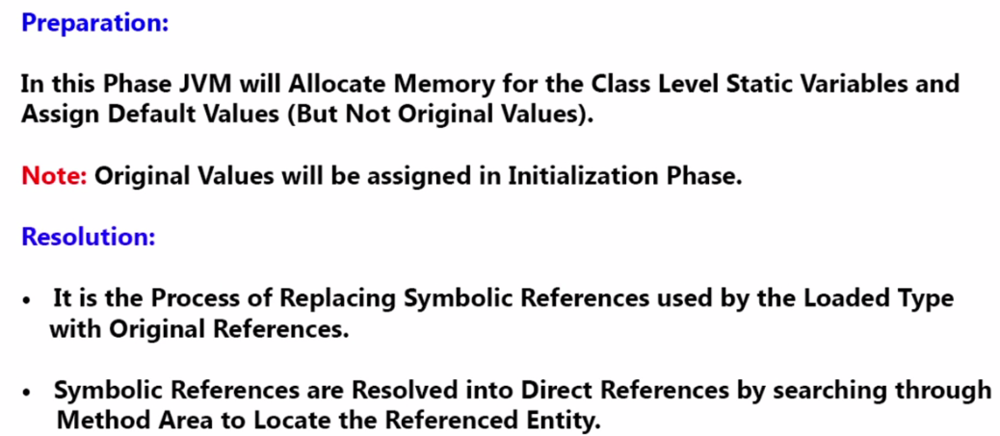 Preparation:
In this Phase JVM will Allocate Memory for the Class Level Static Variables and
Assign Default Values (But Not Original Values).
Note: Original Values will be assigned in Initialization Phase.
Resolution:
• It is the Process of Replacing Symbolic References used by the Loaded Type
with Original References.
• Symbolic References are Resolved into Direct References by searching through
Method Area to Locate the Referenced Entity.